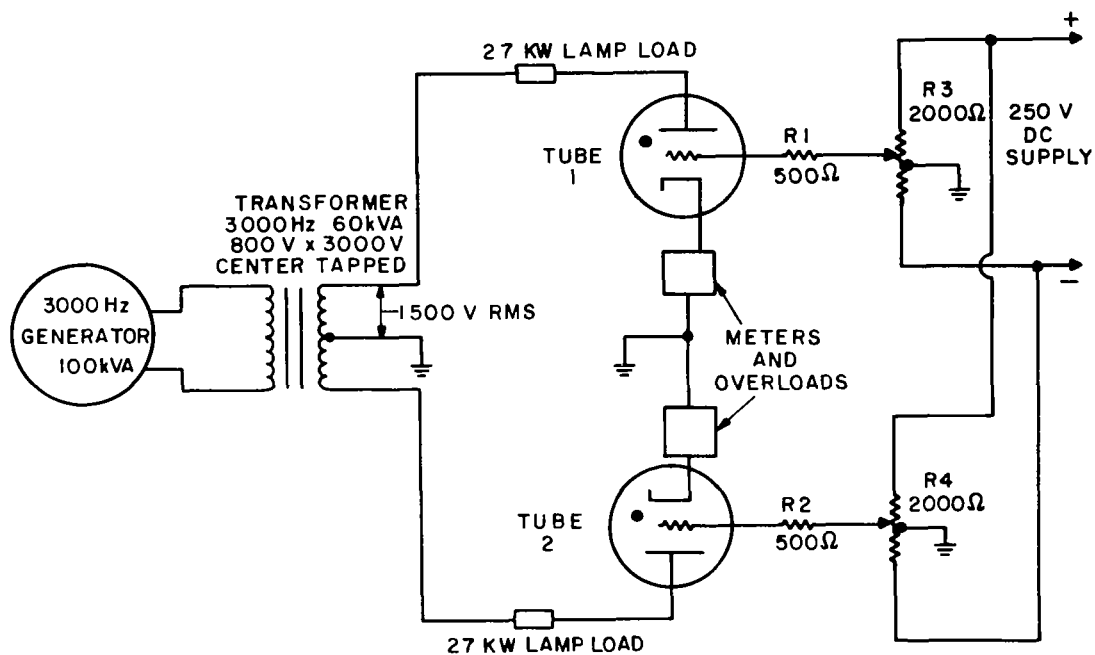 27 KW LAMP LOAD
+
R3
2000Ω
250 V
DC
SUPPLY
TUBE
1
R1
500Ω
TRANSFORMER
3000Hz 60kVA
800 V x 3000V
CENTER TAPPED
−
3000 Hz
GENERATOR
100kVA
1500 V RMS
METERS
AND
OVERLOADS
TUBE
2
R2
500Ω
R4
2000Ω
27 KW LAMP LOAD